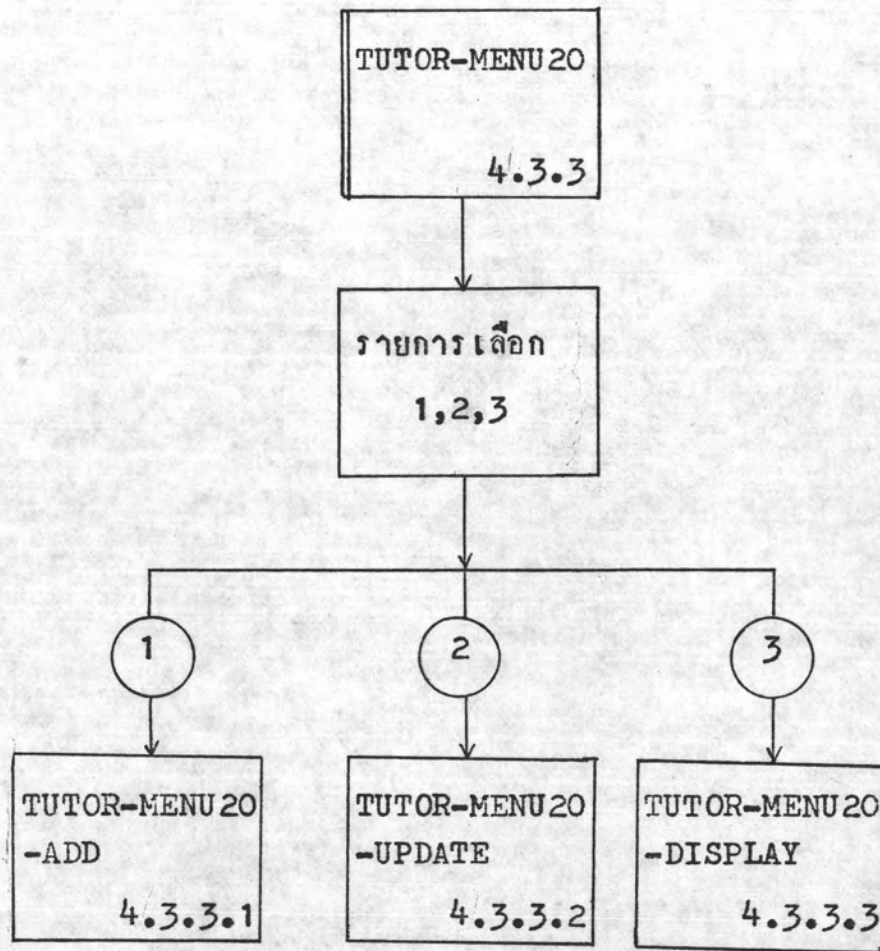 TUTOR-MENU20
4.3.3
รายการเลือก
1,2,3
1
2
3
TUTOR-MENU20
-ADD
4.3.3.1
TUTOR-MENU20
-UPDATE
4.3.3.2
TUTOR-MENU20
-DISPLAY
4.3.3.3